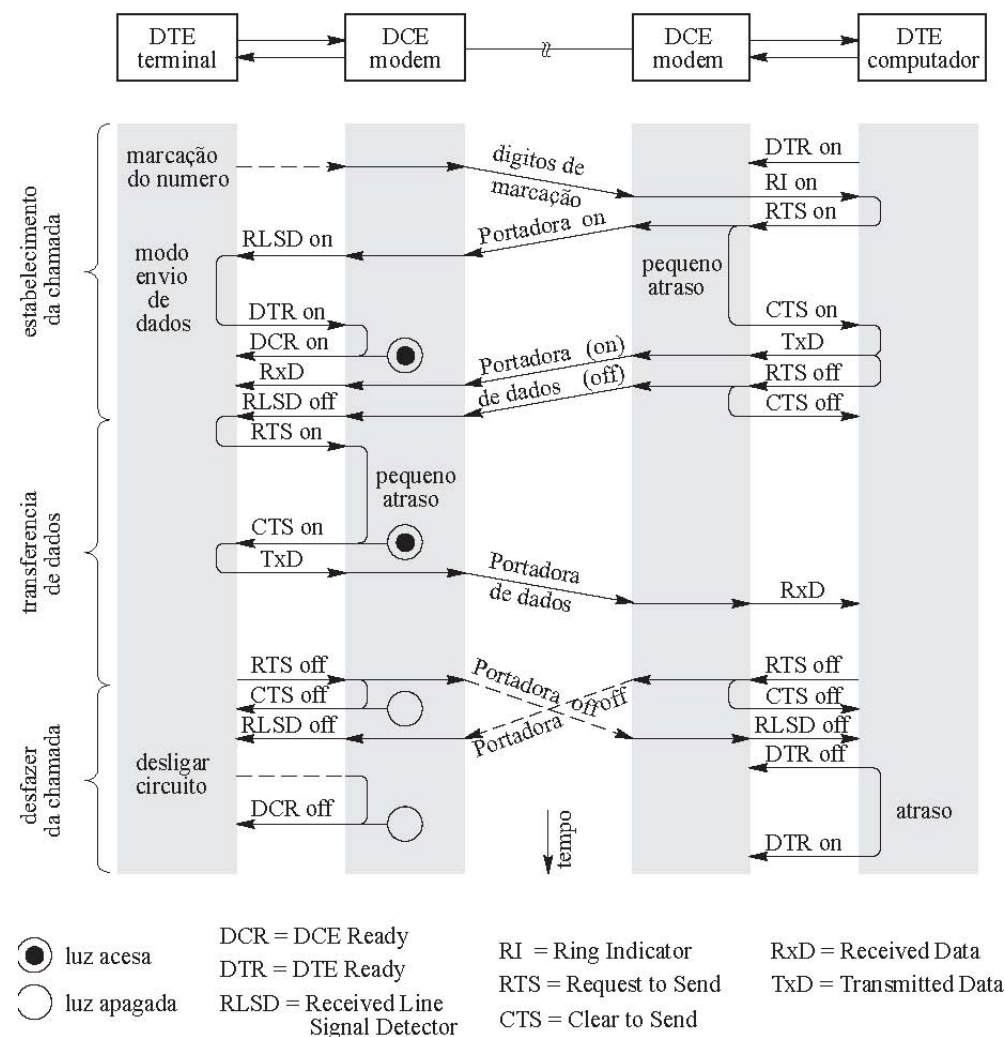 DTE
terminal
DCE
modem
DCE
modem
DTE
computador
estabelecimento
da chamada
marcação
do numero
digitos de
marcação
DTR on
RI on
RTS on
Portadora on
RLSD on
modo
envio
de
dados
pequeno
atraso
DTR on
CTS on
DCR on
TxD
Portadora (on)
de dados (off)
RxD
RTS off
RLSD off
CTS off
transferencia
de dados
RTS on
pequeno
atraso
CTS on
TxD
Portadora
de dados
RxD
desfazer
da chamada
RTS off
Portadora off
RTS off
CTS off
Portadora off
CTS off
RLSD off
RLSD off
desligar
circuito
DTR off
DCR off
tempo
atraso
DTR on
luz acesa
luz apagada
DCR = DCE Ready
DTR = DTE Ready
RLSD = Received Line
Signal Detector
RI = Ring Indicator
RTS = Request to Send
CTS = Clear to Send
RxD = Received Data
TxD = Transmitted Data